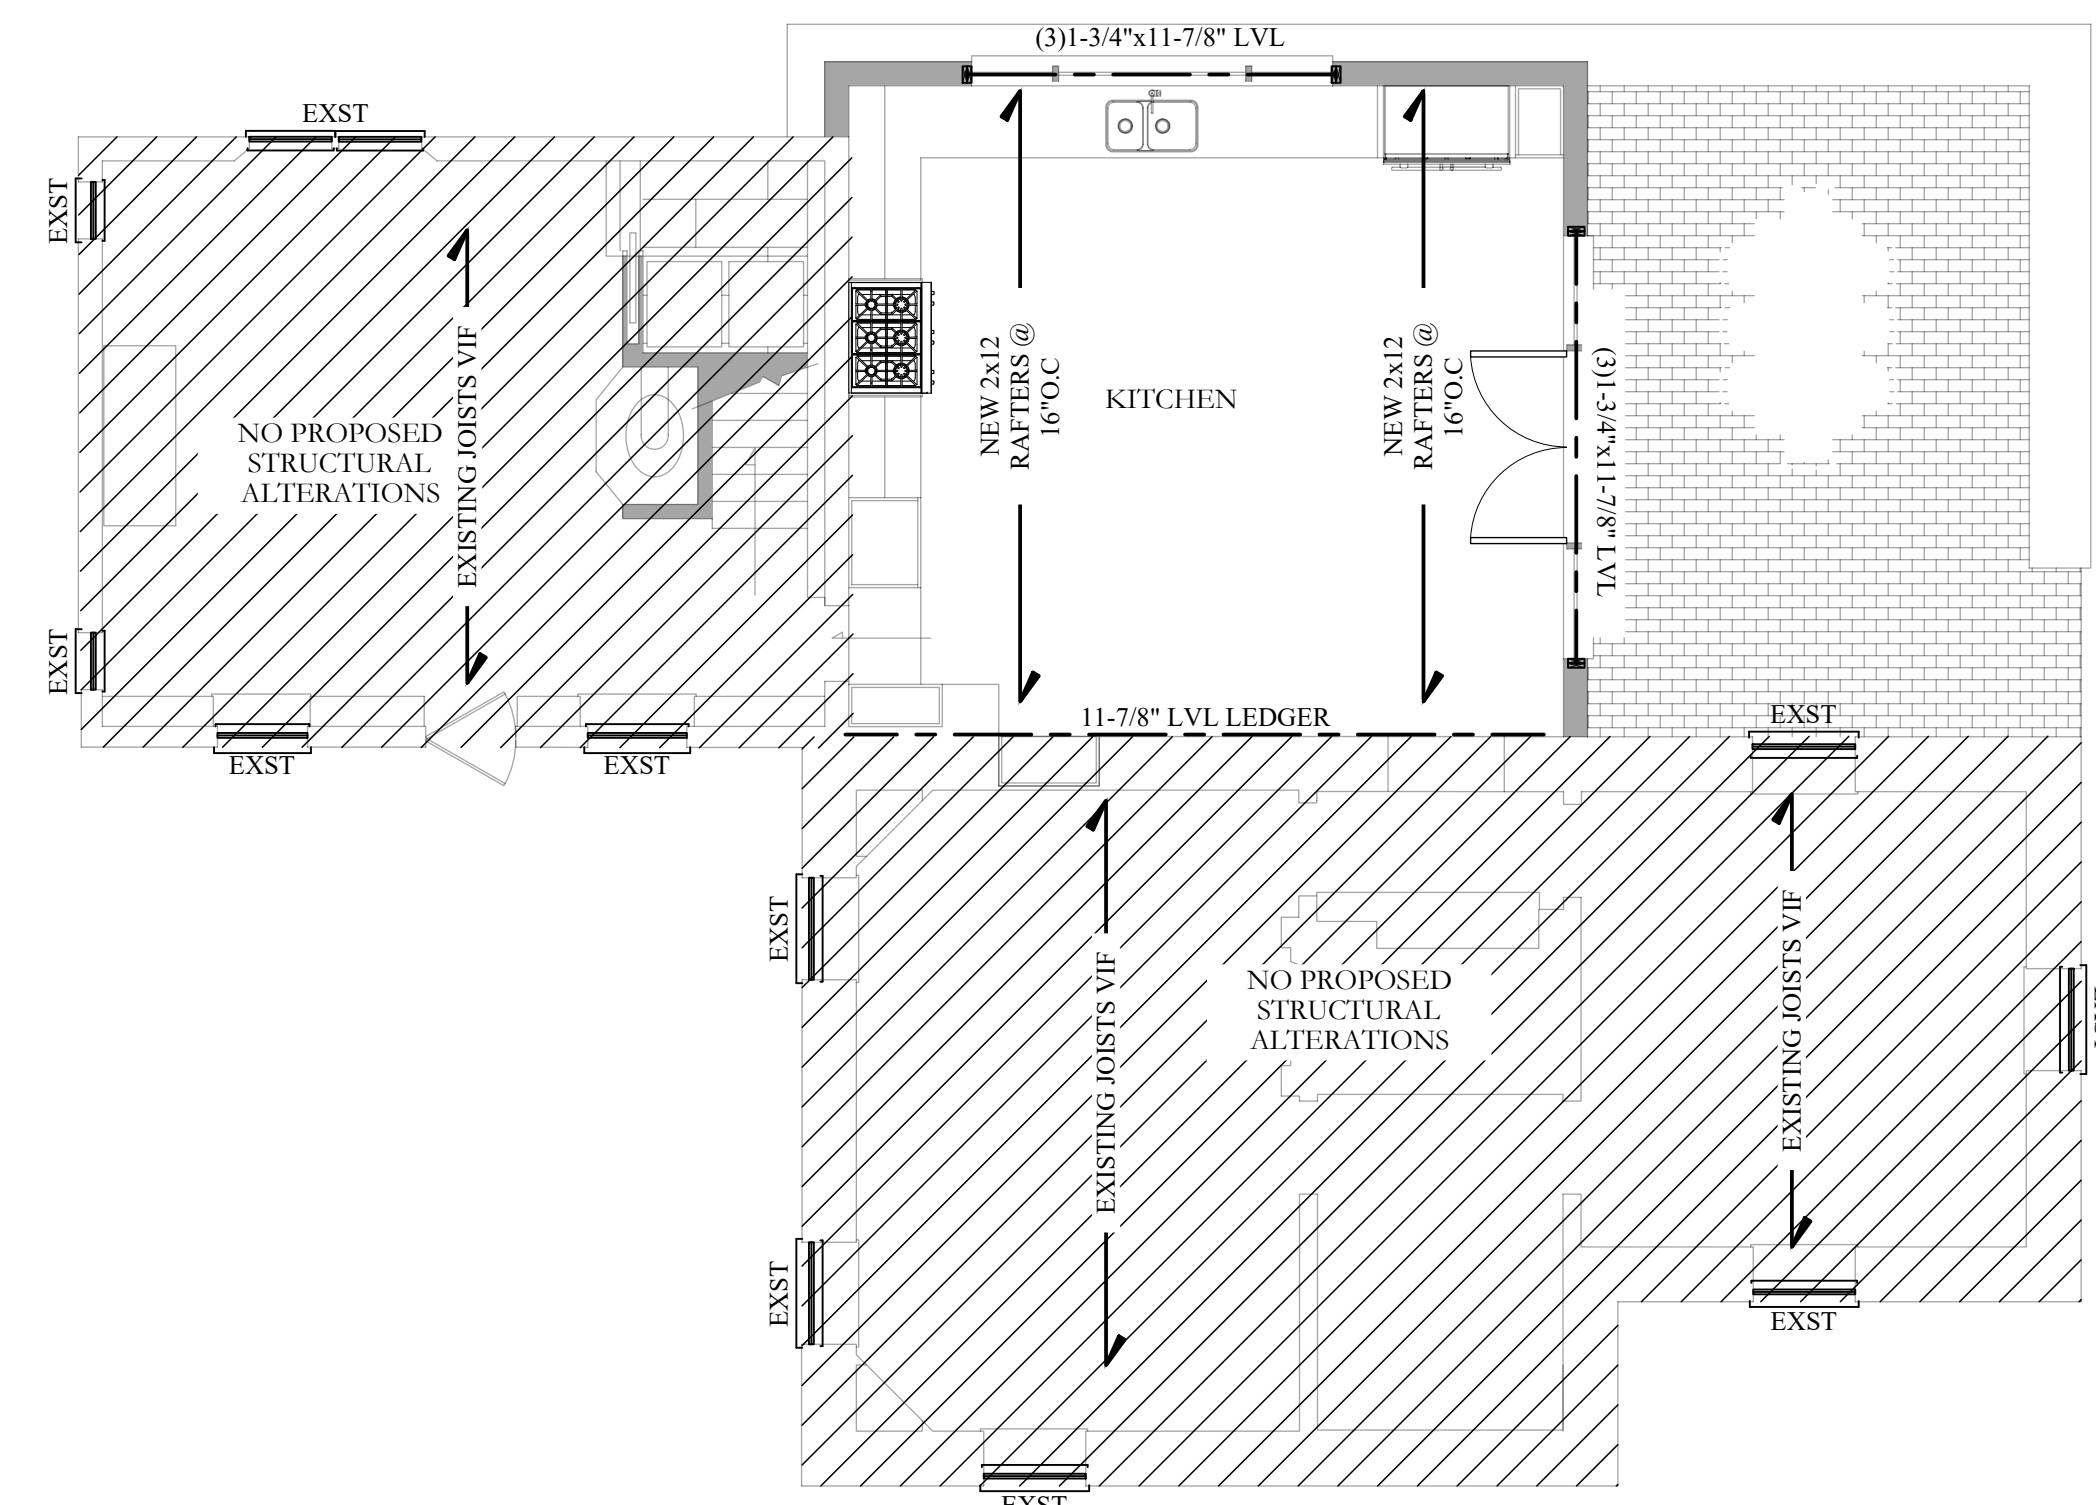 (3)1-3/4"x11-7/8" LVL
EXST
EXST
EXISTING JOISTS VIF
NO PROPOSED
STRUCTURAL
ALTERATIONS
NEW 2x12
RAFTERS @
16"O.C
KITCHEN
NEW 2x12
RAFTERS @
16"O.C
(3)1-3/4"x11-7/8" LVL
EXST
11-7/8" LVL LEDGER
EXST
EXST
EXST
EXST
EXISTING JOISTS VIF
NO PROPOSED
STRUCTURAL
ALTERATIONS
EXISTING JOISTS VIF
EXST
EXST
EXST